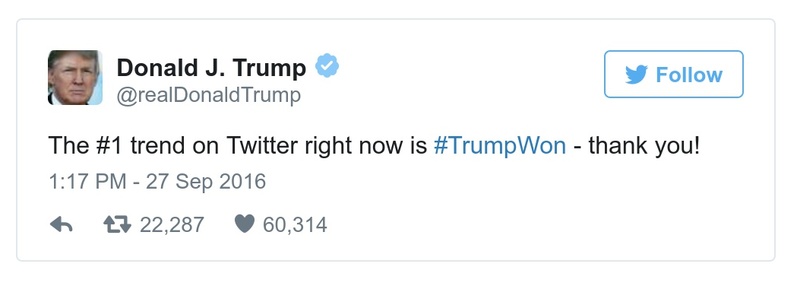 Donald J. Trump
@realDonaldTrump
Follow
The #1 trend on Twitter right now is #TrumpWon - thank you!
1:17 PM - 27 Sep 2016
22,287 60,314